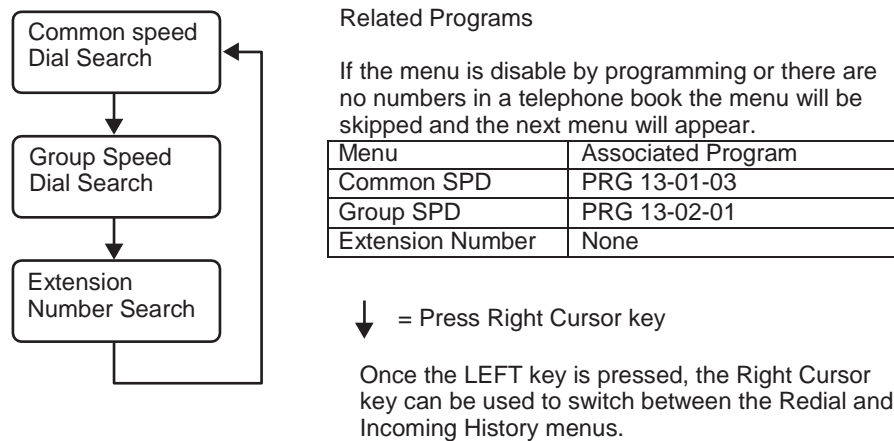 Common speed
Dial Search
Group Speed
Dial Search
Extension
Number Search
Related Programs
If the menu is disable by programming or there are
no numbers in a telephone book the menu will be
skipped and the next menu will appear.
Menu Associated Program
Common SPD PRG 13-01-03
Group SPD PRG 13-02-01
Extension Number None
= Press Right Cursor key
Once the LEFT key is pressed, the Right Cursor
key can be used to switch between the Redial and
Incoming History menus.